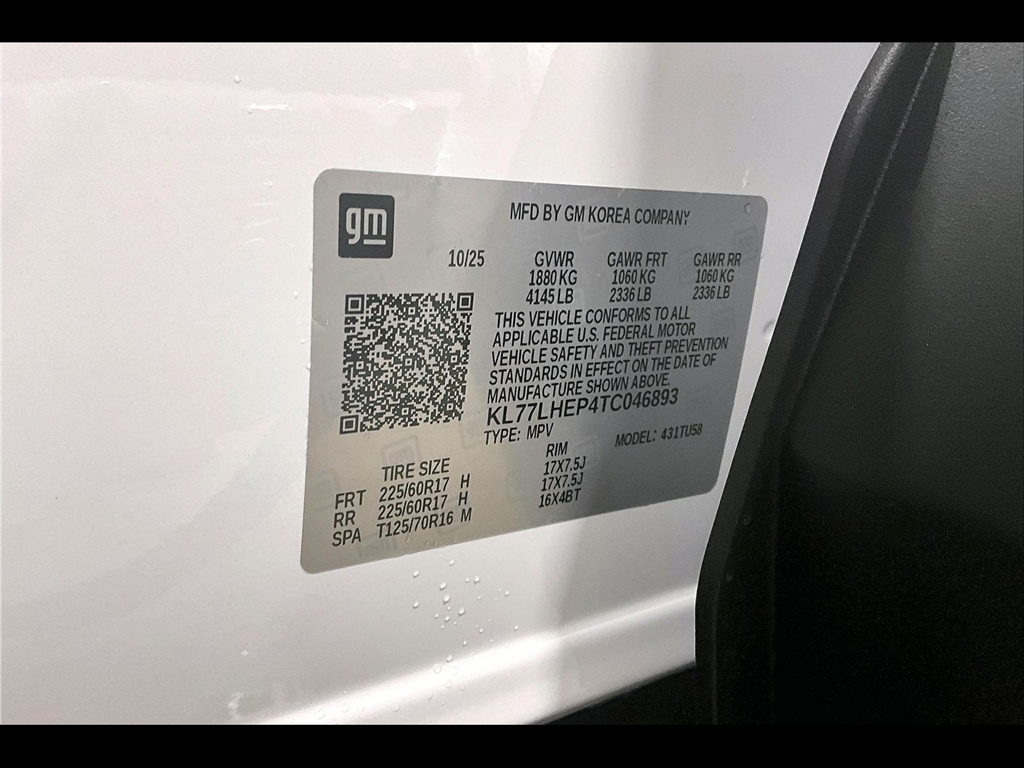 gm
MFD BY GM KOREA COMPANY
10/25 GVWR GAWR FRT GAWR RR
1880 KG 1060 KG 1060 KG
4145 LB 2336 LB 2336 LB
THIS VEHICLE CONFORMS TO ALL
APPLICABLE U.S. FEDERAL MOTOR
VEHICLE SAFETY AND THEFT PREVENTION
STANDARDS IN EFFECT ON THE DATE OF
MANUFACTURE SHOWN ABOVE.
KL77LHEP4TC046893
TYPE: MPV MODEL: 431TU58
TIRE SIZE RIM
FRT 225/60R17 H 17X7.5J
RR 225/60R17 H 17X7.5J
SPA T125/70R16 M 16X4BT